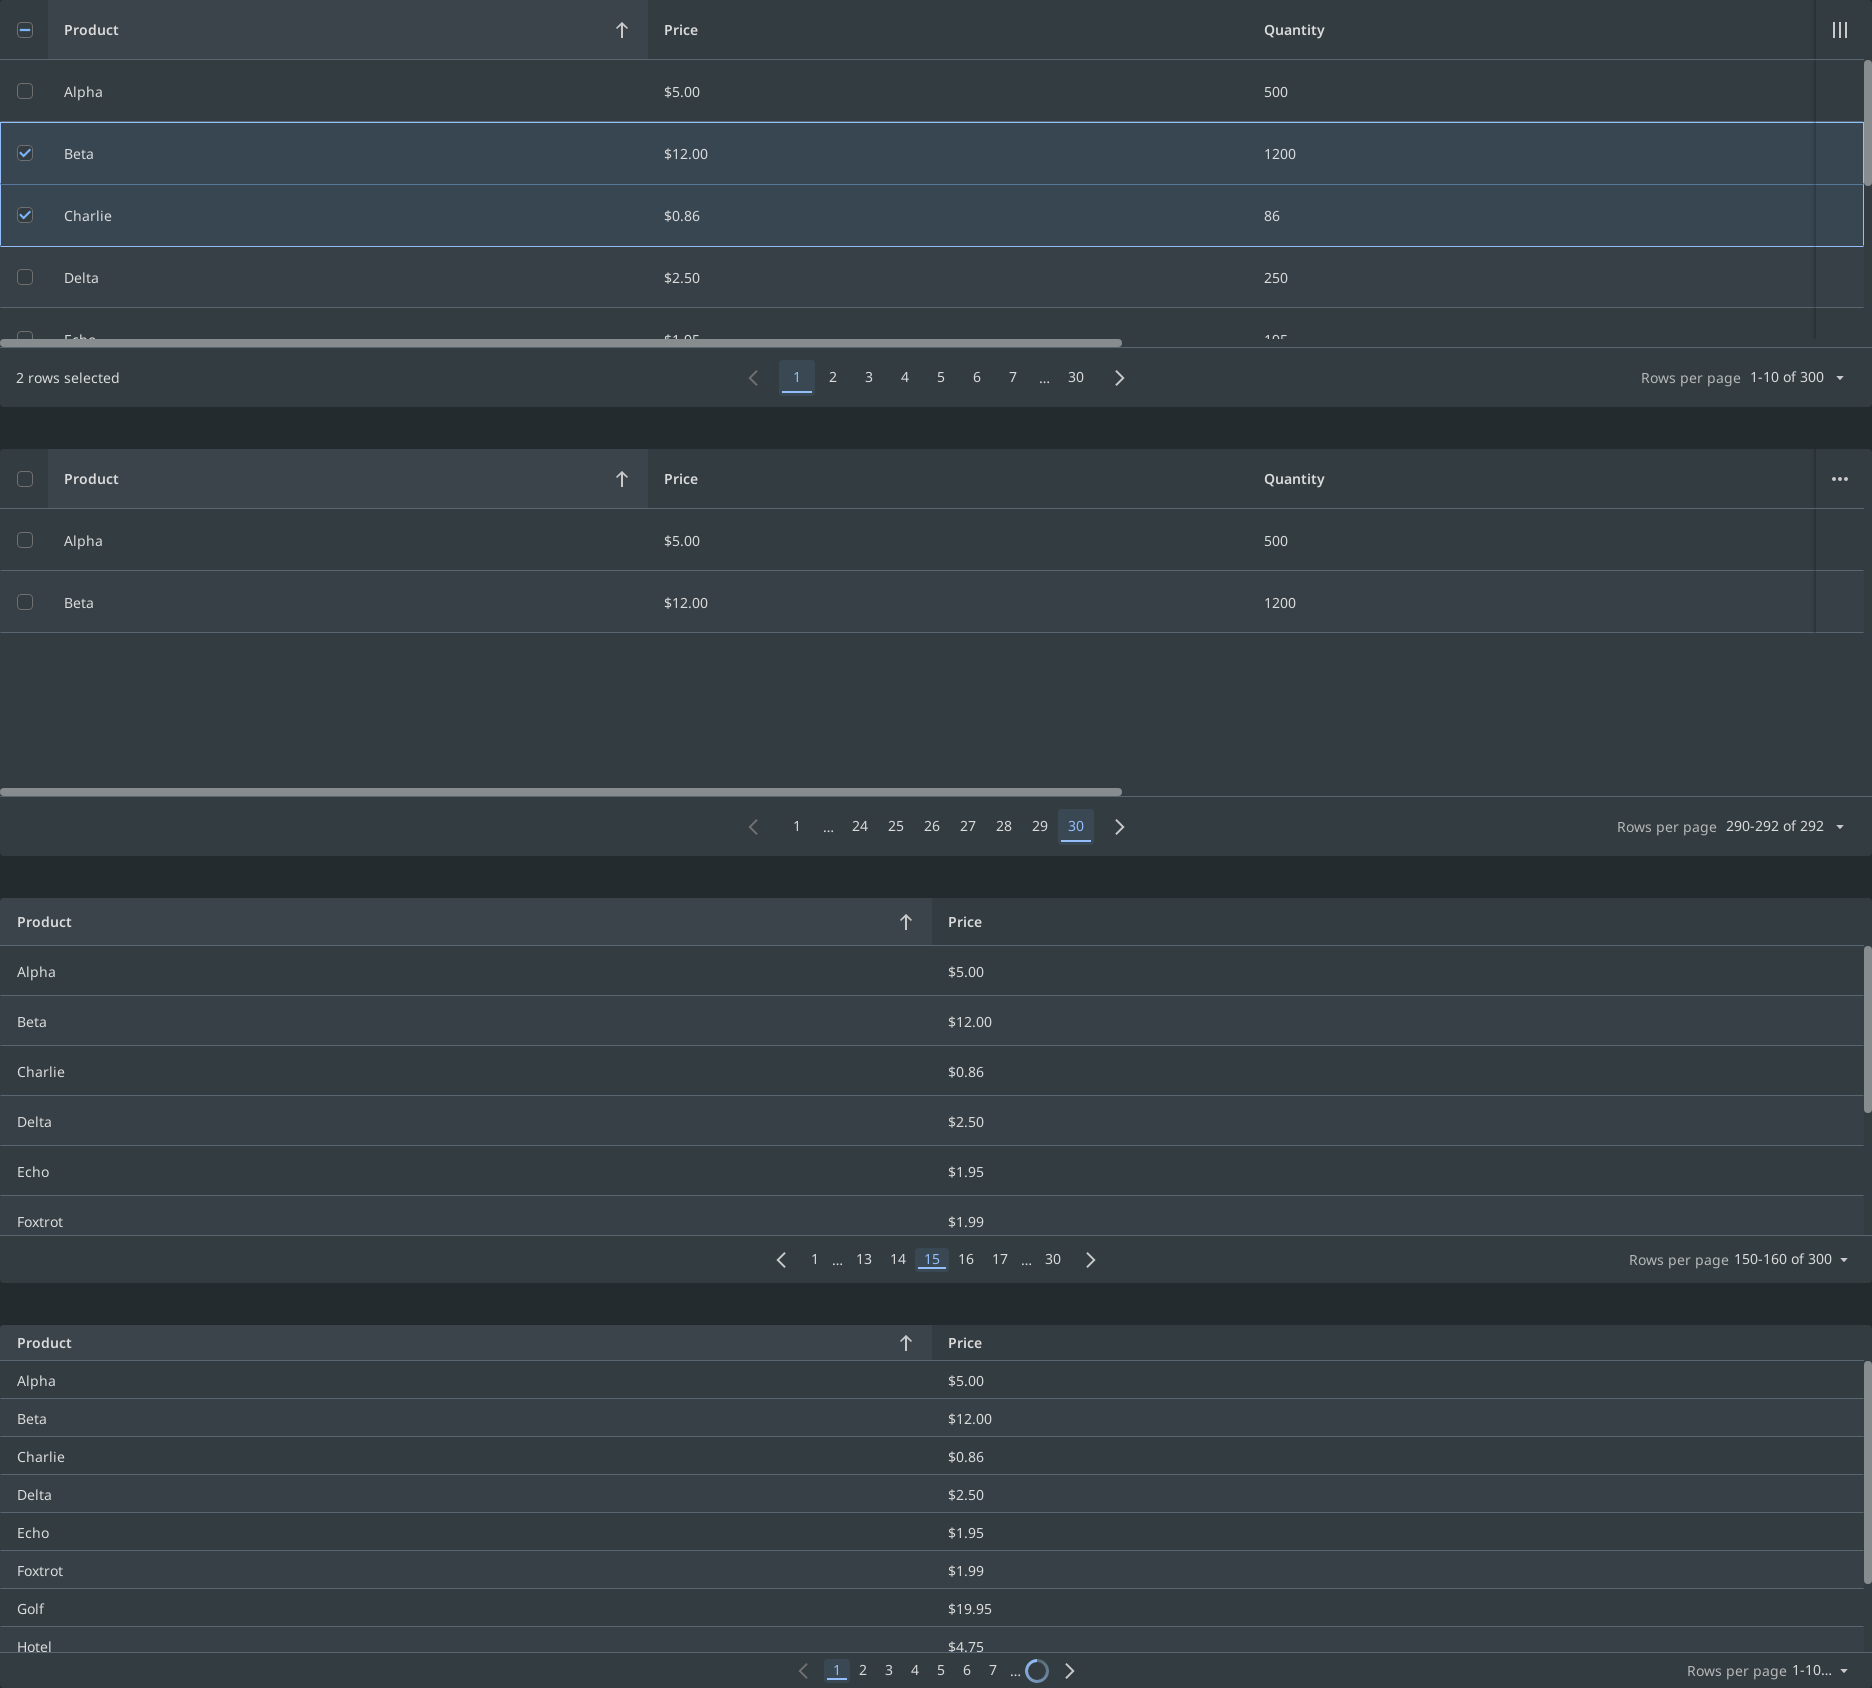 Product Price Quantity
Alpha $5.00 500
Beta $12.00 1200
Charlie $0.86 86
Delta $2.50 250
Echo $1.95 195
2 rows selected 1 2 3 4 5 6 7 ... 30 Rows per page 1-10 of 300
Product Price Quantity
Alpha $5.00 500
Beta $12.00 1200
1 ... 24 25 26 27 28 29 30 Rows per page 290-292 of 292
Product Price
Alpha $5.00
Beta $12.00
Charlie $0.86
Delta $2.50
Echo $1.95
Foxtrot $1.99
1 ... 13 14 15 16 17 ... 30 Rows per page 150-160 of 300
Product Price
Alpha $5.00
Beta $12.00
Charlie $0.86
Delta $2.50
Echo $1.95
Foxtrot $1.99
Golf $19.95
Hotel $4.75
1 2 3 4 5 6 7 ... Rows per page 1-10...